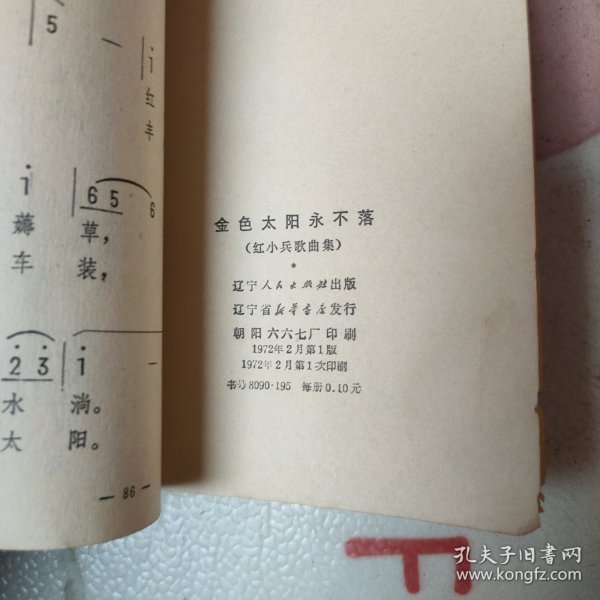 5 — i
红
丰
i 6 5 6
薅 草，
车 装，
2 3 i
水 淌。
太 阳。
— 86 —
金色太阳永不落
(红小兵歌曲集)
*
辽宁人民出版社出版
辽宁省新华书店发行
朝阳六六七厂印刷
1972年2月第1版
1972年2月第1次印刷
书号8090·195 每册0.10元
孔夫子旧书网
www.kongfz.com